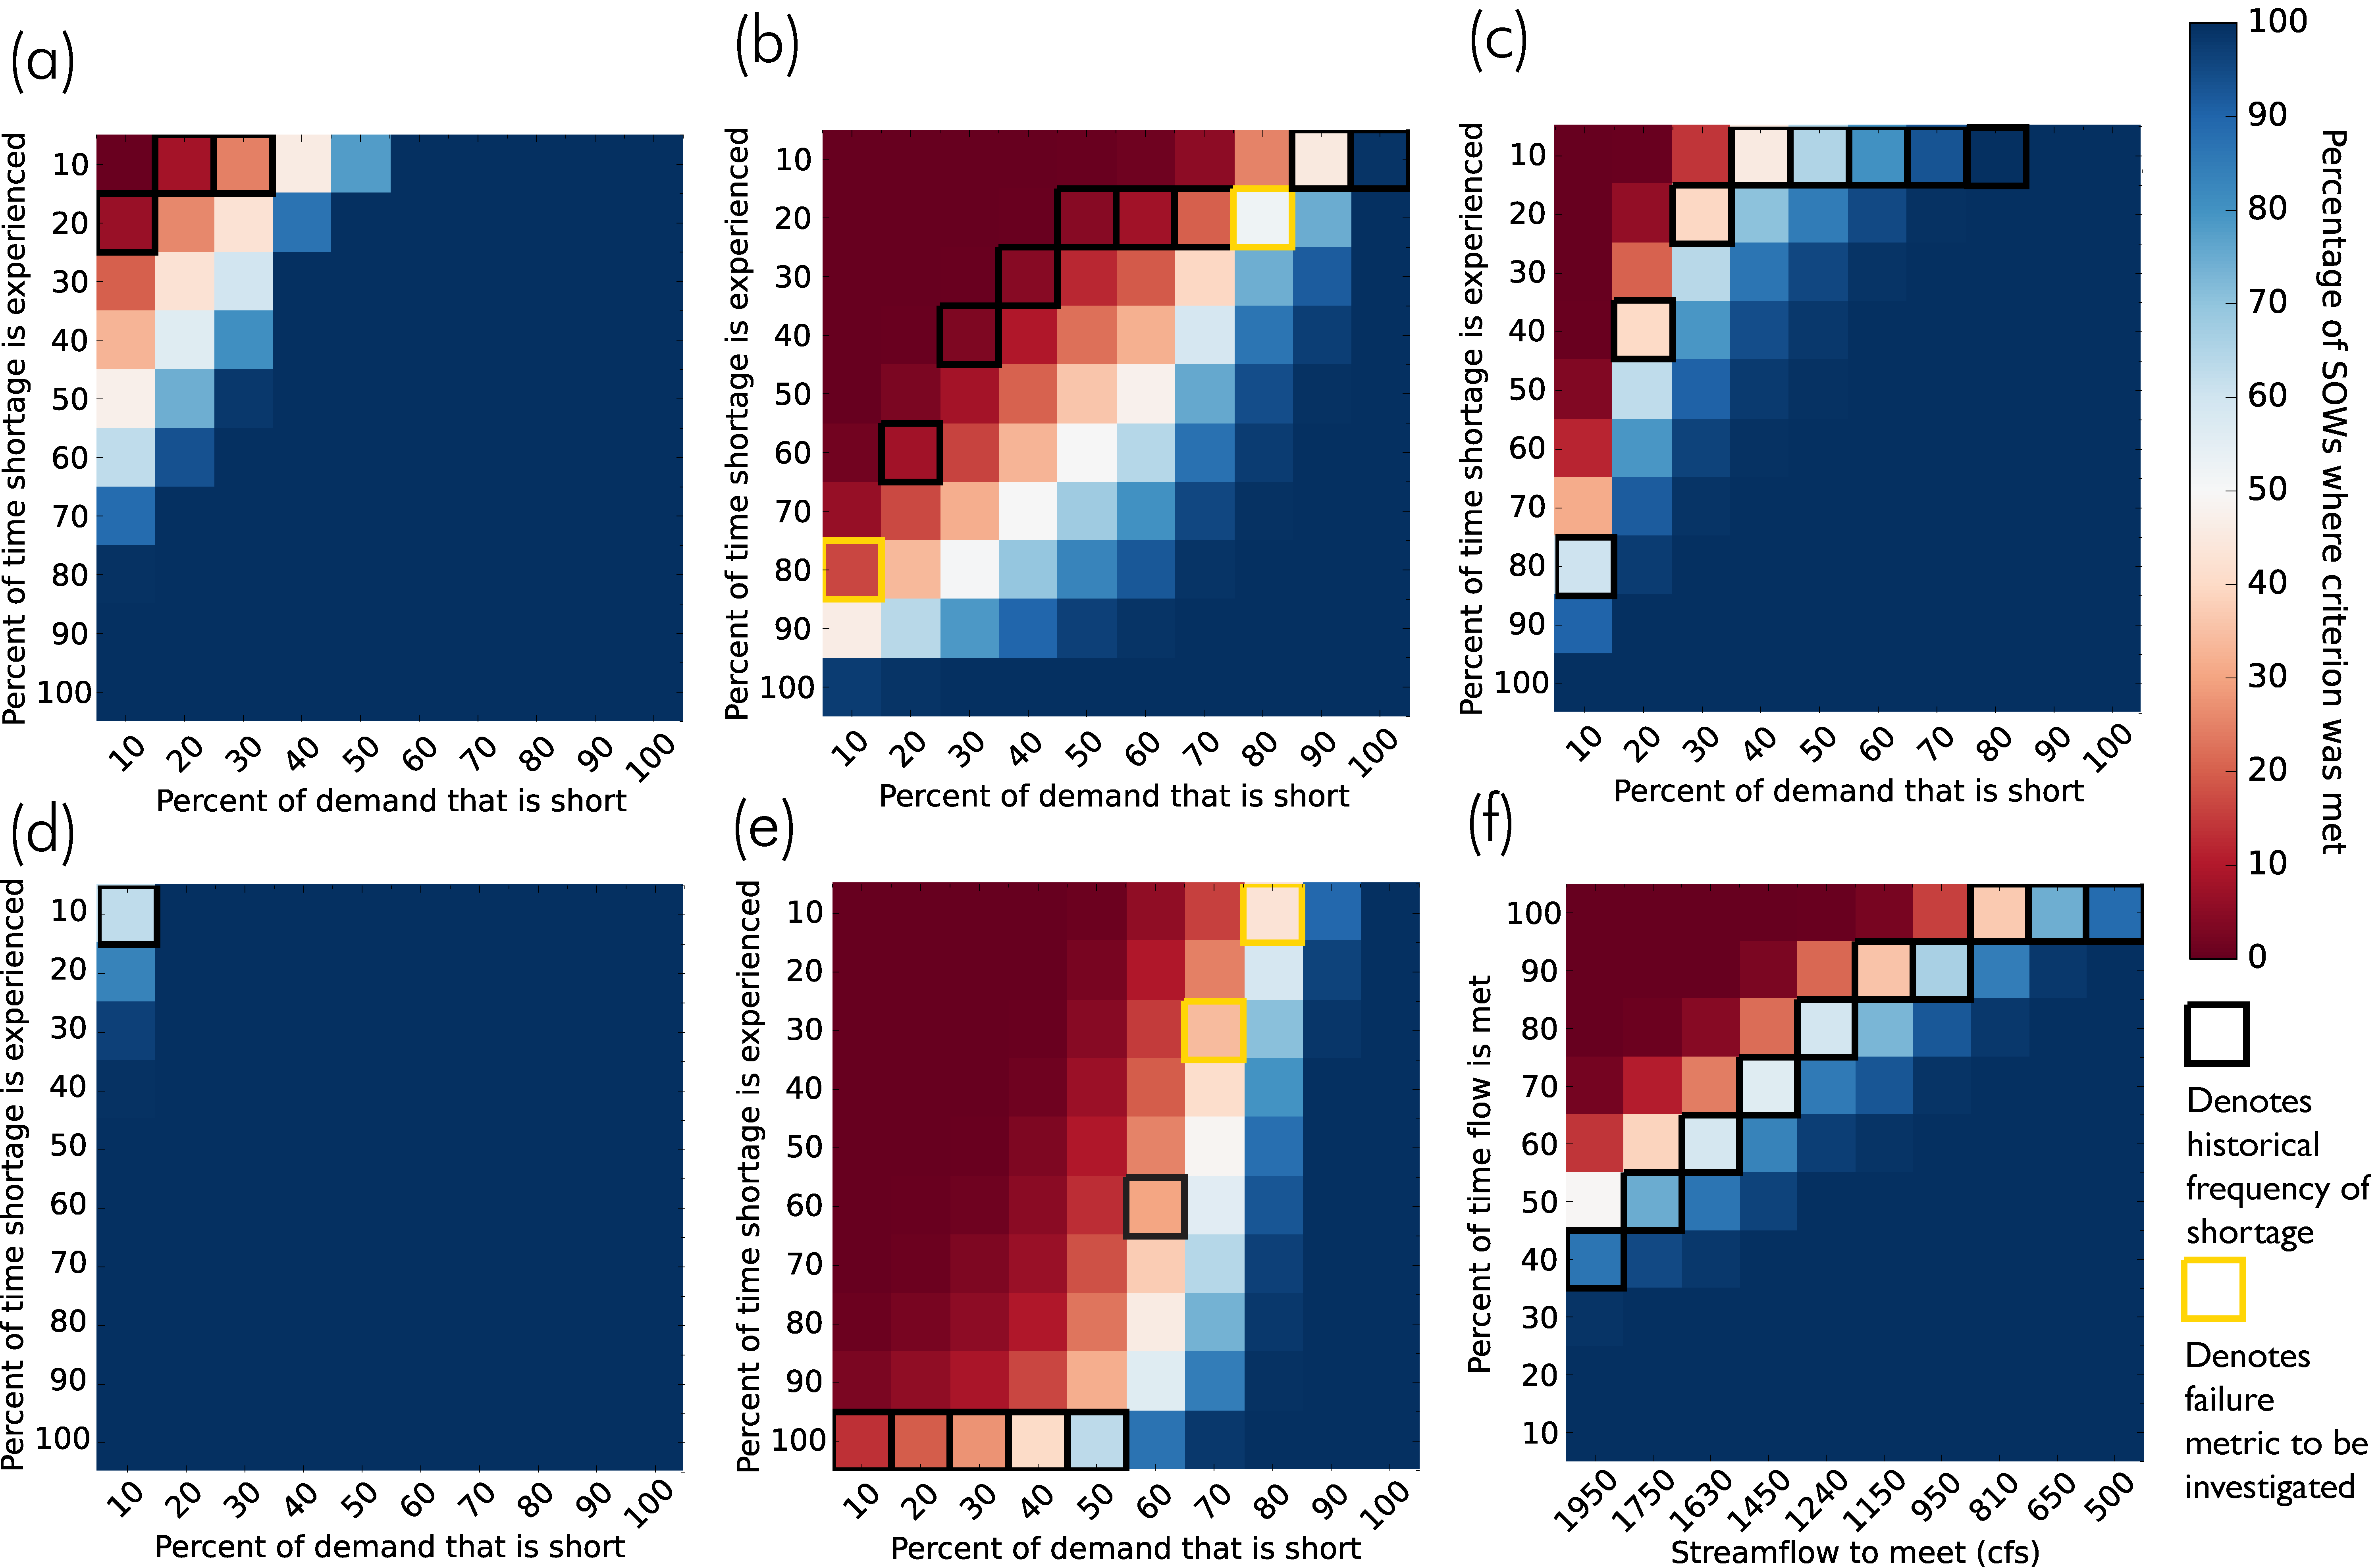 (a)
Percent of time shortage is experienced
10
20
30
40
50
60
70
80
90
100
10 20 30 40 50 60 70 80 90 100
Percent of demand that is short
(b)
Percent of time shortage is experienced
10
20
30
40
50
60
70
80
90
100
10 20 30 40 50 60 70 80 90 100
Percent of demand that is short
(c)
Percent of time shortage is experienced
10
20
30
40
50
60
70
80
90
100
10 20 30 40 50 60 70 80 90 100
Percent of demand that is short
100
90
80
70
60
50
40
30
20
10
0
Percentage of SOWs where criterion was met
(d)
Percent of time shortage is experienced
10
20
30
40
50
60
70
80
90
100
10 20 30 40 50 60 70 80 90 100
Percent of demand that is short
(e)
Percent of time shortage is experienced
10
20
30
40
50
60
70
80
90
100
10 20 30 40 50 60 70 80 90 100
Percent of demand that is short
(f)
Percent of time flow is met
100
90
80
70
60
50
40
30
20
10
1950 1750 1630 1450 1240 1150 950 810 650 500
Streamflow to meet (cfs)
Denotes
historical
frequency of
shortage
Denotes
failure
metric to be
investigated